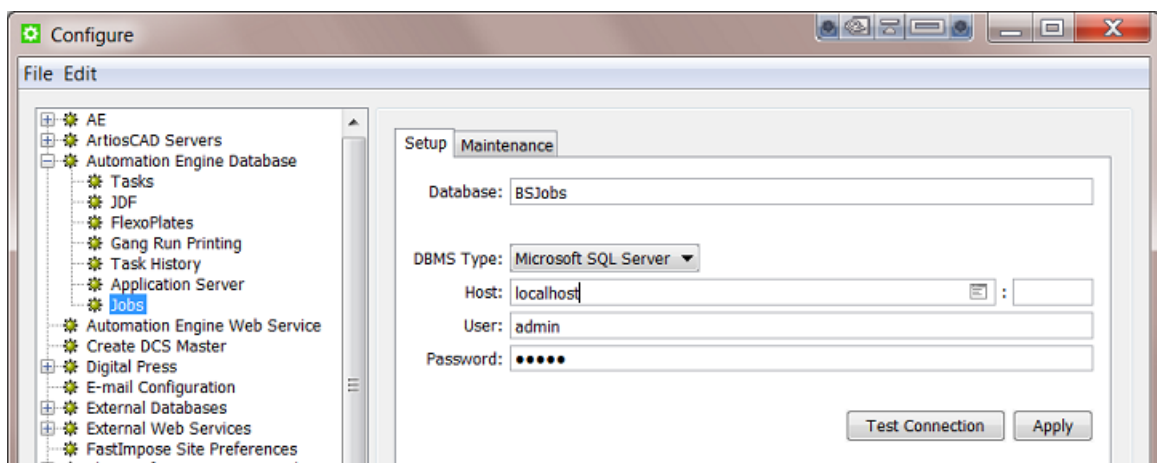 Configure
File Edit
AE
ArtiosCAD Servers
Automation Engine Database
Tasks
JDF
FlexoPlates
Gang Run Printing
Task History
Application Server
Jobs
Automation Engine Web Service
Create DCS Master
Digital Press
E-mail Configuration
External Databases
External Web Services
FastImpose Site Preferences
Setup Maintenance
Database: BSJobs
DBMS Type: Microsoft SQL Server
Host: localhost :
User: admin
Password: •••••
Test Connection Apply